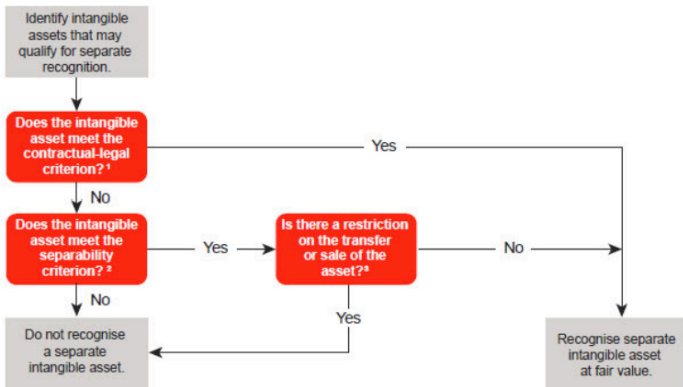 Identify intangible
assets that may
qualify for separate
recognition.
Does the intangible
asset meet the
contractual-legal
criterion? ¹
Yes
No
Does the intangible
asset meet the
separability
criterion? ²
Yes
Is there a restriction
on the transfer
or sale of the
asset?³
No
No
Yes
Do not recognise
a separate
intangible asset.
Recognise separate
intangible asset
at fair value.